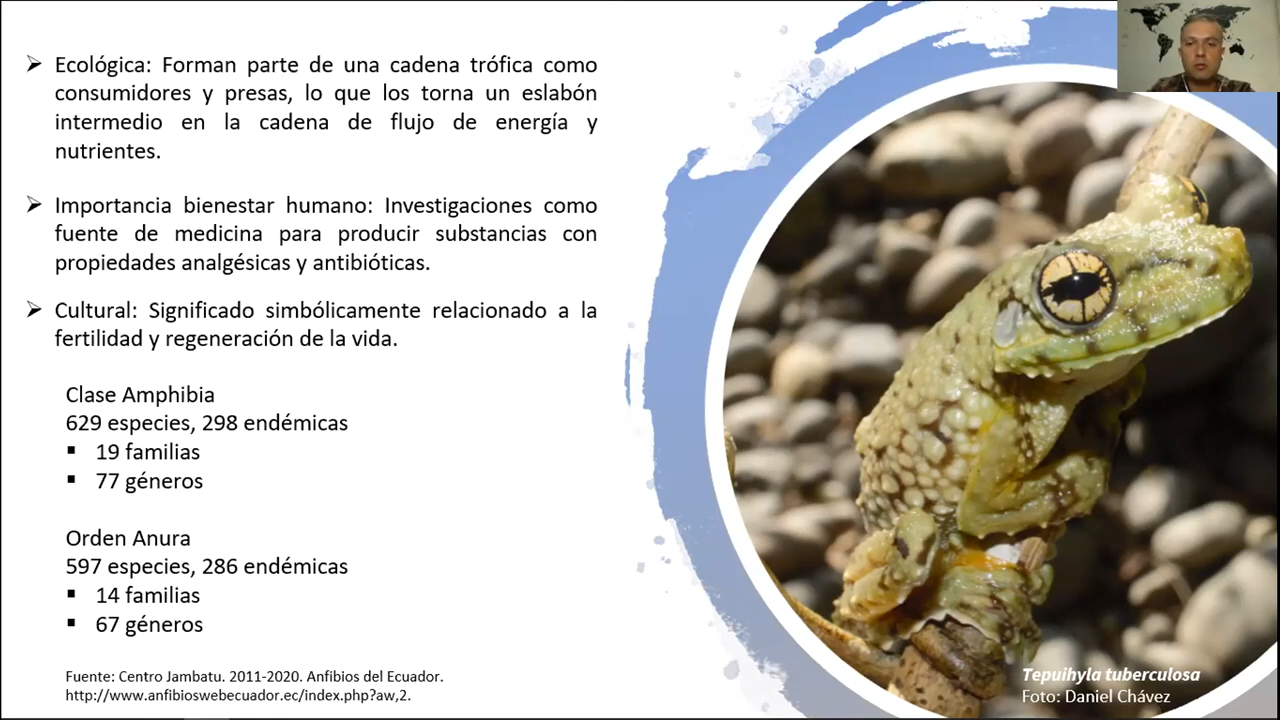 Ecológica: Forman parte de una cadena trófica como
consumidores y presas, lo que los torna un eslabón
intermedio en la cadena de flujo de energía y
nutrientes.
Importancia bienestar humano: Investigaciones como
fuente de medicina para producir substancias con
propiedades analgésicas y antibióticas.
Cultural: Significado simbólicamente relacionado a la
fertilidad y regeneración de la vida.
Clase Amphibia
629 especies, 298 endémicas
19 familias
77 géneros
Orden Anura
597 especies, 286 endémicas
14 familias
67 géneros
Fuente: Centro Jambatu. 2011-2020. Anfibios del Ecuador.
http://www.anfibioswebecuador.ec/index.php?aw,2.
Tepuihyla tuberculosa
Foto: Daniel Chávez